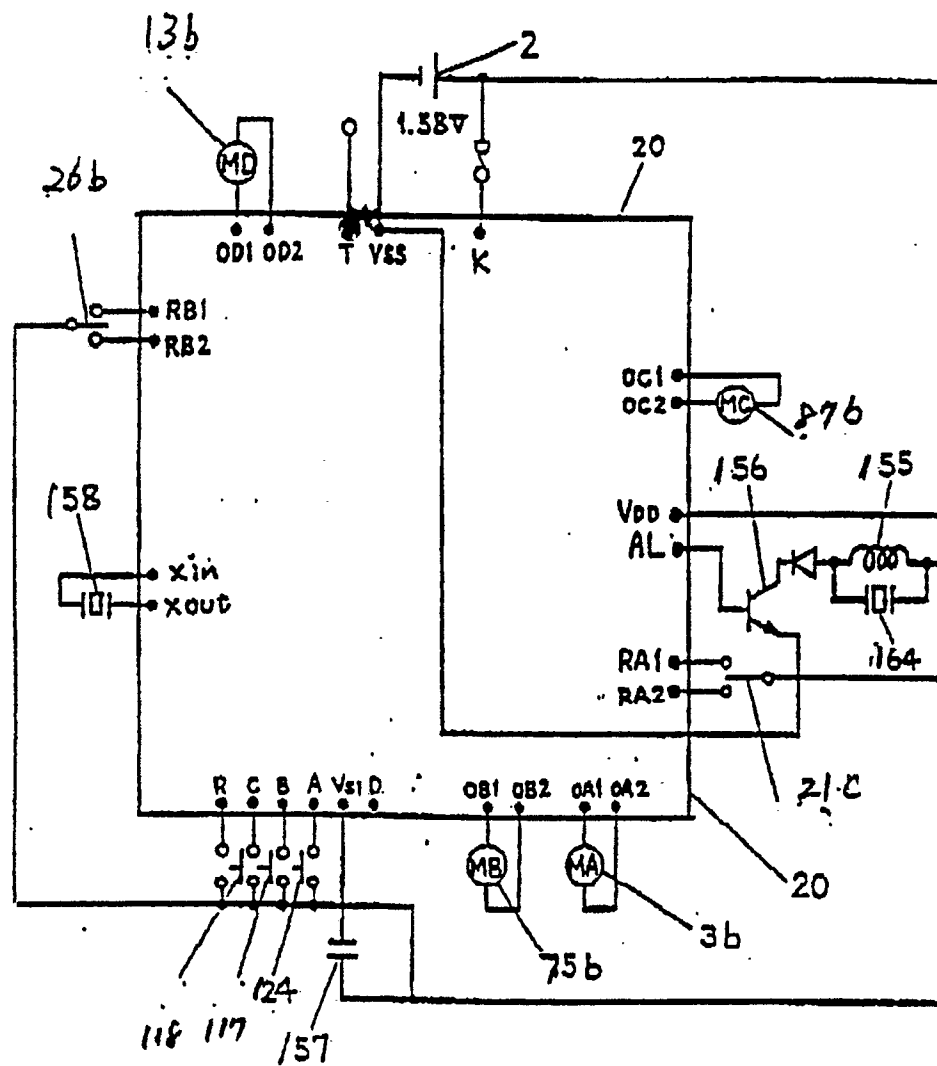 13b
2
1.58V
MD
20
26b
OD1 OD2 T VSS K
RB1
RB2
OC1
OC2 MC
87b
158
156 155
VDD
AL
xin
xout
164
RA1
RA2
R C B A VS1 D
OB1 OB2 OA1 OA2
21c
MB MA
20
3b
75b
118 117 124
157